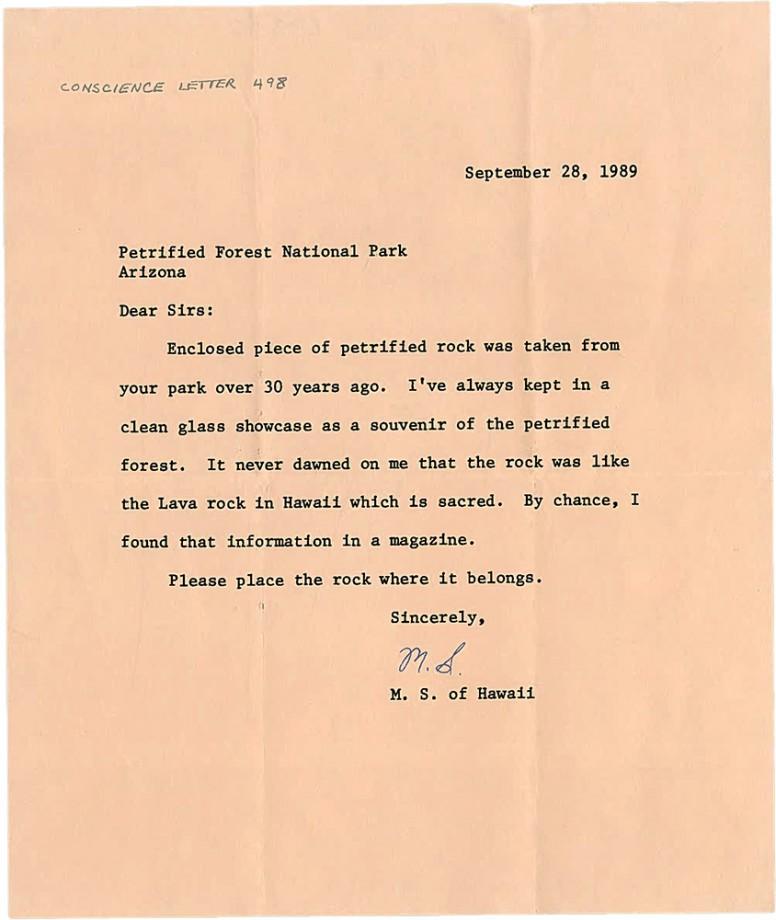 CONSCIENCE LETTER 498
September 28, 1989
Petrified Forest National Park
Arizona
Dear Sirs:
Enclosed piece of petrified rock was taken from
your park over 30 years ago. I've always kept in a
clean glass showcase as a souvenir of the petrified
forest. It never dawned on me that the rock was like
the Lava rock in Hawaii which is sacred. By chance, I
found that information in a magazine.
Please place the rock where it belongs.
Sincerely,
M. S.
M. S. of Hawaii